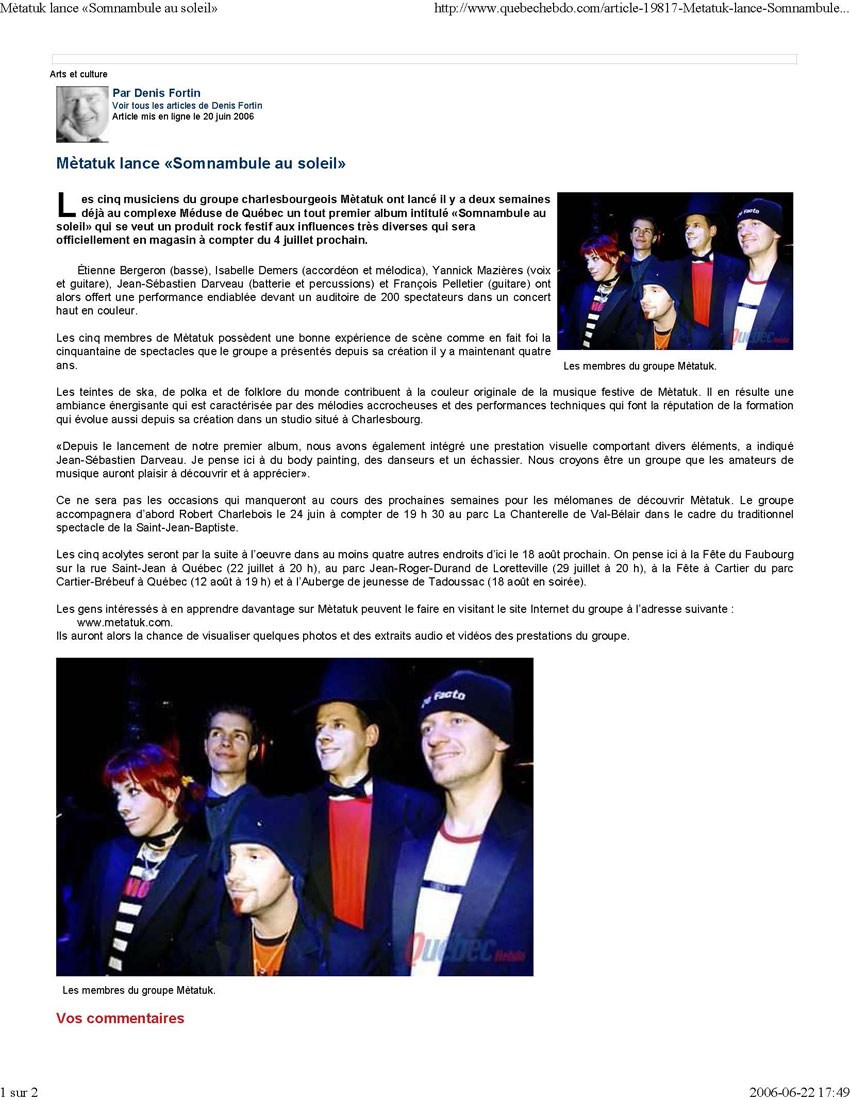 Mètatuk lance «Somnambule au soleil»
http://www.quebechebdo.com/article-19817-Metatuk-lance-Somnambule...
Arts et culture
Par Denis Fortin
Voir tous les articles de Denis Fortin
Article mis en ligne le 20 juin 2006
Mètatuk lance «Somnambule au soleil»
Les cinq musiciens du groupe charlesbourgeois Mètatuk ont lancé il y a deux semaines
déjà au complexe Méduse de Québec un tout premier album intitulé «Somnambule au
soleil» qui se veut un produit rock festif aux influences très diverses qui sera
officiellement en magasin à compter du 4 juillet prochain.
Étienne Bergeron (basse), Isabelle Demers (accordéon et mélodica), Yannick Mazières (voix
et guitare), Jean-Sébastien Darveau (batterie et percussions) et François Pelletier (guitare) ont
alors offert une performance endiablée devant un auditoire de 200 spectateurs dans un concert
haut en couleur.
Les cinq membres de Mètatuk possèdent une bonne expérience de scène comme en fait foi la
cinquantaine de spectacles que le groupe a présentés depuis sa création il y a maintenant quatre
ans.
de Facto
Québec Hebdo
Les membres du groupe Mètatuk.
Les teintes de ska, de polka et de folklore du monde contribuent à la couleur originale de la musique festive de Mètatuk. Il en résulte une
ambiance énergisante qui est caractérisée par des mélodies accrocheuses et des performances techniques qui font la réputation de la formation
qui évolue aussi depuis sa création dans un studio situé à Charlesbourg.
«Depuis le lancement de notre premier album, nous avons également intégré une prestation visuelle comportant divers éléments, a indiqué
Jean-Sébastien Darveau. Je pense ici à du body painting, des danseurs et un échassier. Nous croyons être un groupe que les amateurs de
musique auront plaisir à découvrir et à apprécier».
Ce ne sera pas les occasions qui manqueront au cours des prochaines semaines pour les mélomanes de découvrir Mètatuk. Le groupe
accompagnera d'abord Robert Charlebois le 24 juin à compter de 19 h 30 au parc La Chanterelle de Val-Bélair dans le cadre du traditionnel
spectacle de la Saint-Jean-Baptiste.
Les cinq acolytes seront par la suite à l'oeuvre dans au moins quatre autres endroits d'ici le 18 août prochain. On pense ici à la Fête du Faubourg
sur la rue Saint-Jean à Québec (22 juillet à 20 h), au parc Jean-Roger-Durand de Loretteville (29 juillet à 20 h), à la Fête à Cartier du parc
Cartier-Brébeuf à Québec (12 août à 19 h) et à l'Auberge de jeunesse de Tadoussac (18 août en soirée).
Les gens intéressés à en apprendre davantage sur Mètatuk peuvent le faire en visitant le site Internet du groupe à l'adresse suivante :
www.metatuk.com.
Ils auront alors la chance de visualiser quelques photos et des extraits audio et vidéos des prestations du groupe.
de Facto
Québec Hebdo
Les membres du groupe Mètatuk.
Vos commentaires
1 sur 2
2006-06-22 17:49